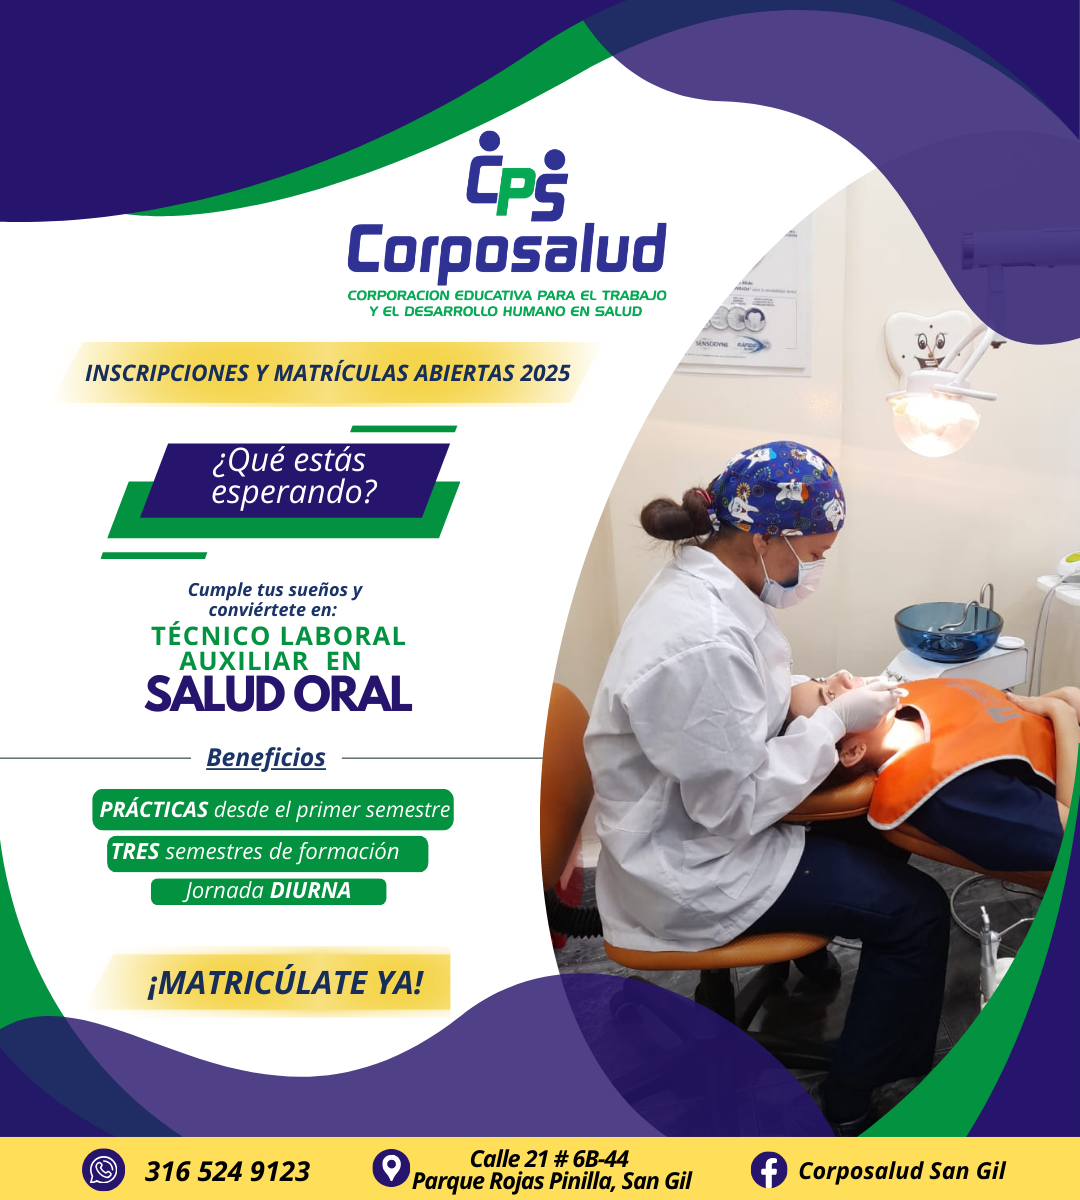 CPS
Corposalud
CORPORACION EDUCATIVA PARA EL TRABAJO
Y EL DESARROLLO HUMANO EN SALUD
INSCRIPCIONES Y MATRÍCULAS ABIERTAS 2025
¿Qué estás
esperando?
Cumple tus sueños y
conviértete en:
TÉCNICO LABORAL
AUXILIAR EN
SALUD ORAL
Beneficios
PRÁCTICAS desde el primer semestre
TRES semestres de formación
Jornada DIURNA
¡MATRICÚLATE YA!
SENSODYNE
316 524 9123
Calle 21 # 6B-44
Parque Rojas Pinilla, San Gil
Corposalud San Gil